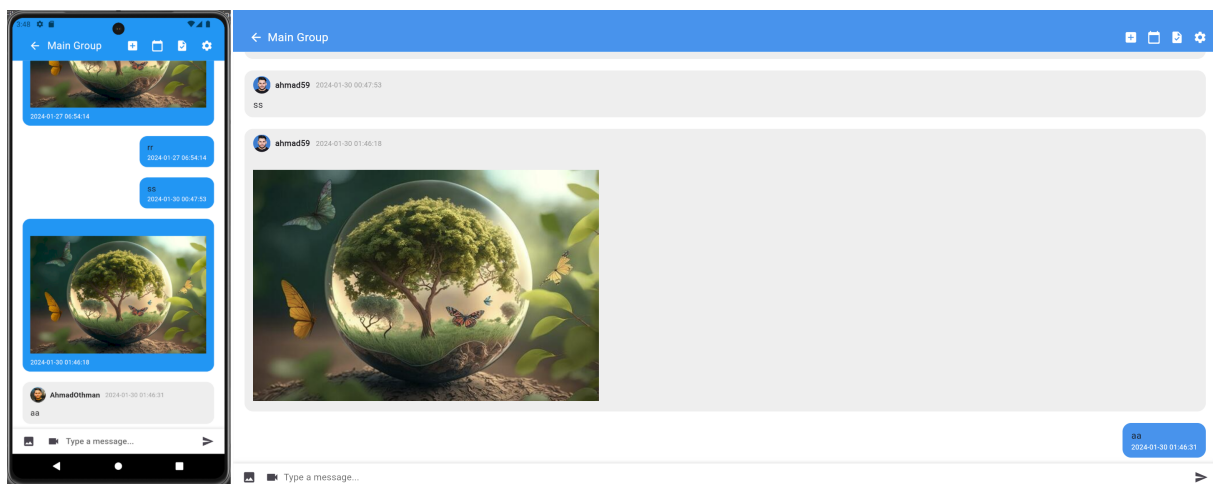 3:48
Main Group
2024-01-27 06:54:14
rr
2024-01-27 06:54:14
ss
2024-01-30 00:47:53
2024-01-30 01:46:18
AhmadOthman 2024-01-30 01:46:31
aa
Type a message...
Main Group
ahmad59 2024-01-30 00:47:53
ss
ahmad59 2024-01-30 01:46:18
aa
2024-01-30 01:46:31
Type a message...